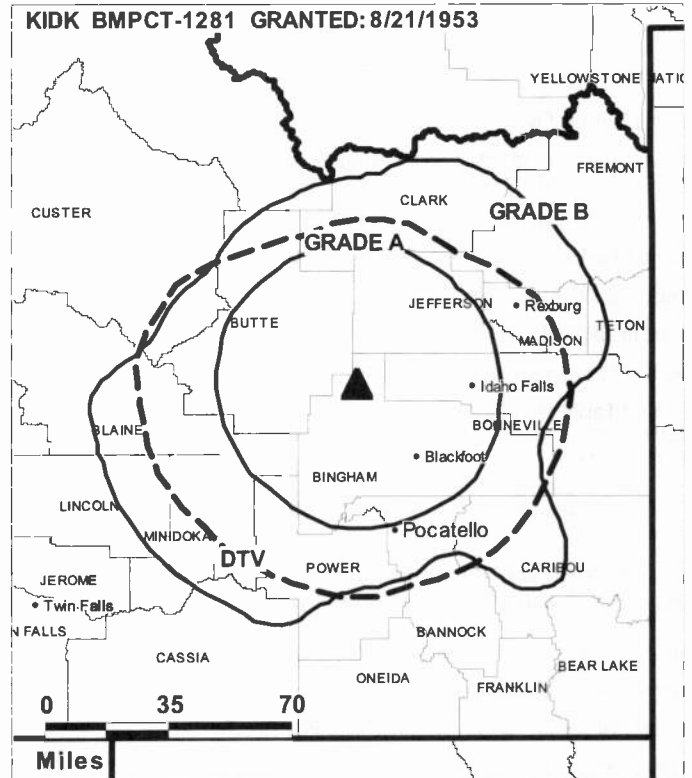 KIDK BMPCT-1281 GRANTED: 8/21/1953
YELLOWSTONE NATIO
FREMONT
CLARK
GRADE B
CUSTER
GRADE A
JEFFERSON
Rexburg
BUTTE
TETON
MADISON
Idaho Falls
BONNEVILLE
BLAINE
Blackfoot
BINGHAM
LINCOLN
Pocatello
MINIDOKA
DTV
POWER
CARIBOU
JEROME
Twin Falls
N FALLS
BANNOCK
CASSIA
BEAR LAKE
ONEIDA
FRANKLIN
0 35 70
Miles